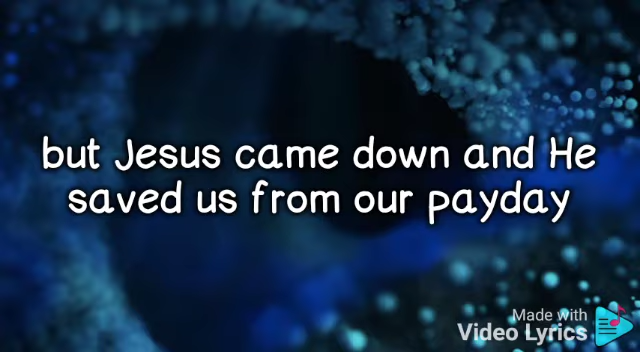 but Jesus came down and He
saved us from our payday
Made with
Video Lyrics